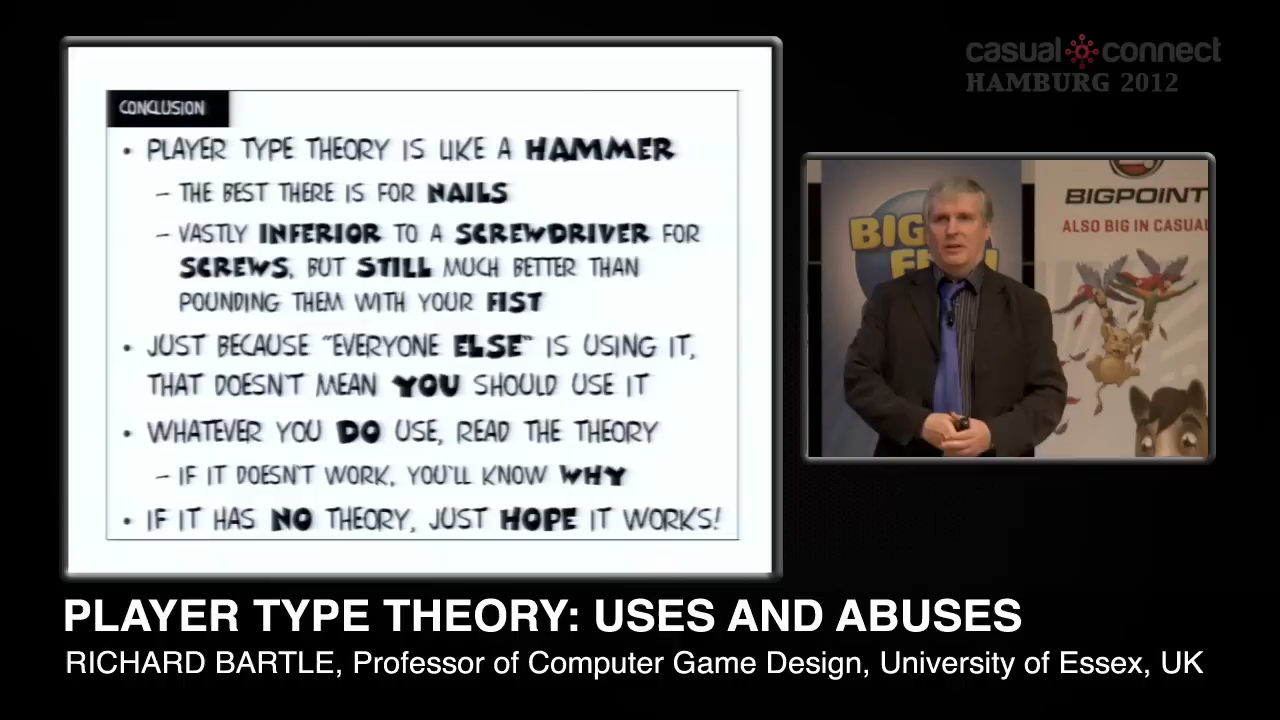 casual connect
HAMBURG 2012
CONCLUSION
• PLAYER TYPE THEORY IS LIKE A HAMMER
– THE BEST THERE IS FOR NAILS
– VASTLY INFERIOR TO A SCREWDRIVER FOR
SCREWS, BUT STILL MUCH BETTER THAN
POUNDING THEM WITH YOUR FIST
• JUST BECAUSE "EVERYONE ELSE" IS USING IT,
THAT DOESN'T MEAN YOU SHOULD USE IT
• WHATEVER YOU DO USE, READ THE THEORY
– IF IT DOESN'T WORK, YOU'LL KNOW WHY
• IF IT HAS NO THEORY, JUST HOPE IT WORKS!
BIG
BIGPOINT
ALSO BIG IN CASUAL
PLAYER TYPE THEORY: USES AND ABUSES
RICHARD BARTLE, Professor of Computer Game Design, University of Essex, UK